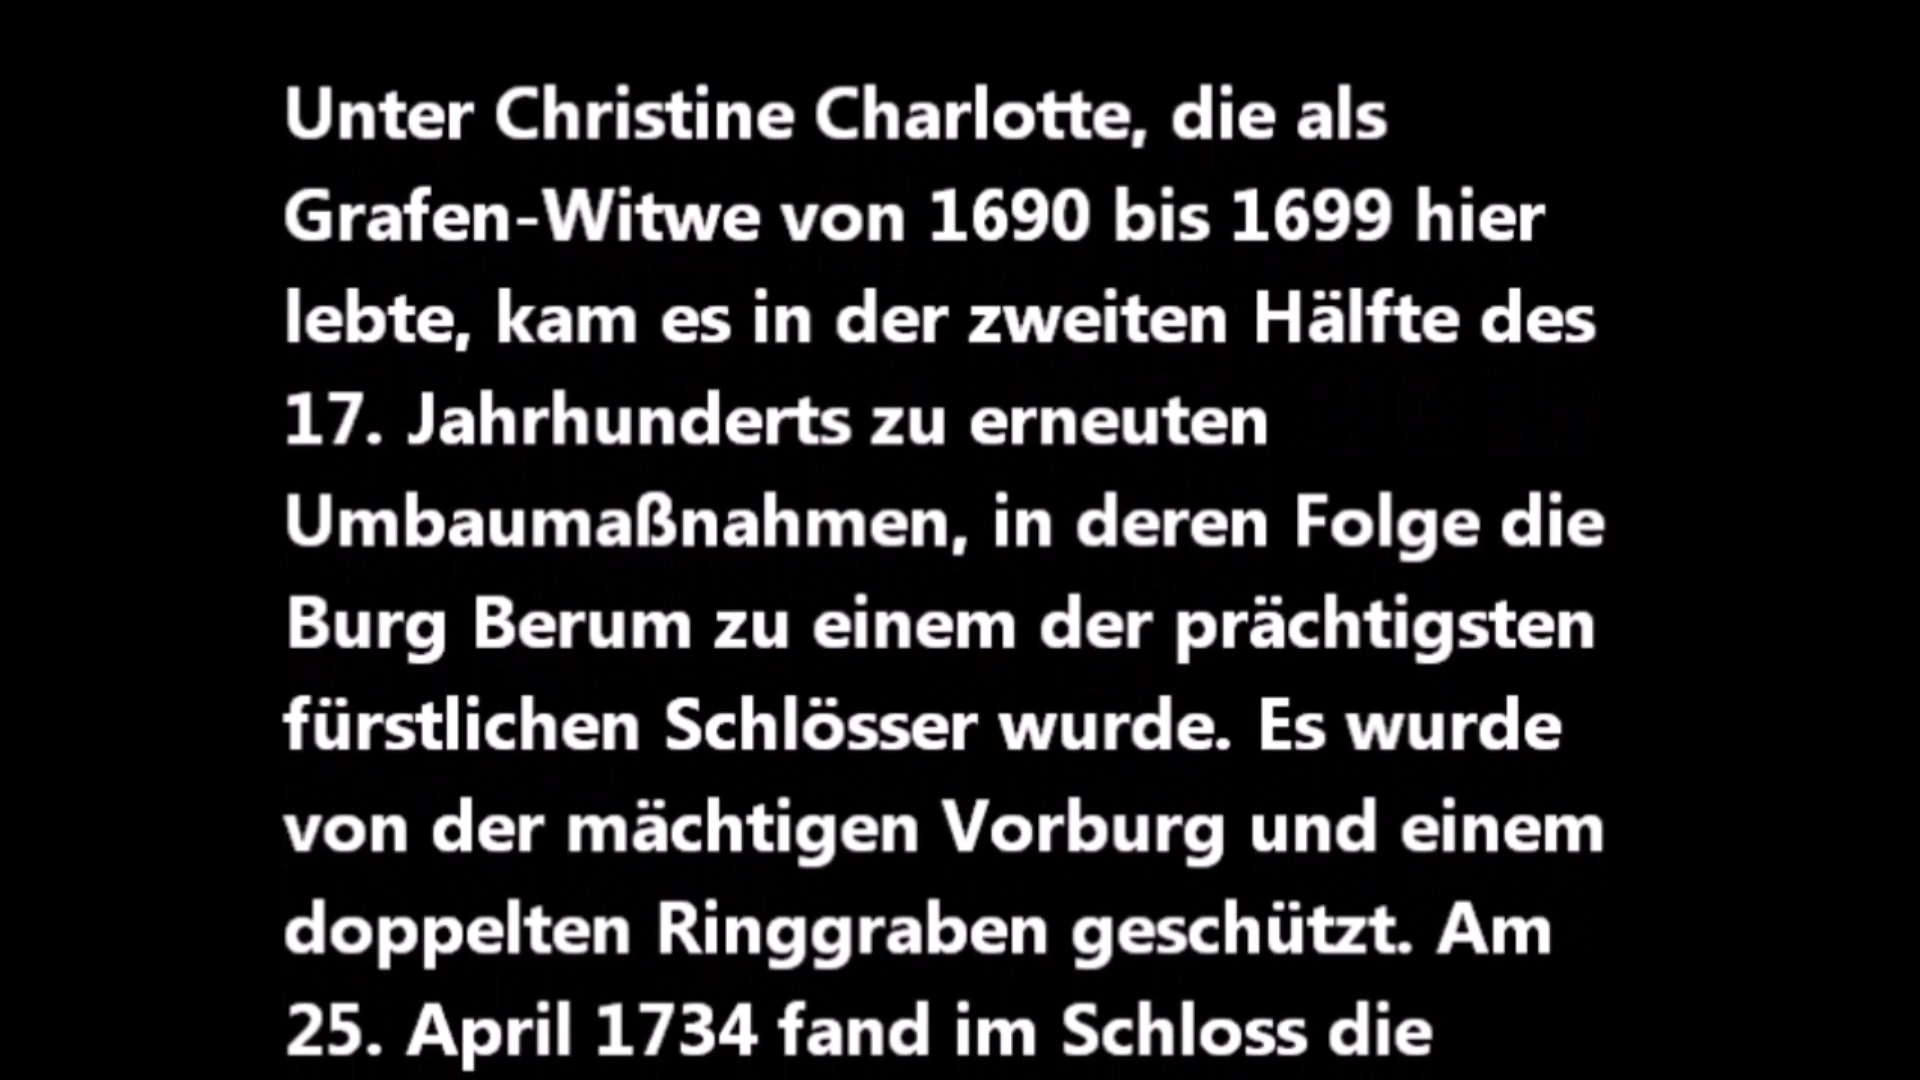 Unter Christine Charlotte, die als
Grafen-Witwe von 1690 bis 1699 hier
lebte, kam es in der zweiten Hälfte des
17. Jahrhunderts zu erneuten
Umbaumaßnahmen, in deren Folge die
Burg Berum zu einem der prächtigsten
fürstlichen Schlösser wurde. Es wurde
von der mächtigen Vorburg und einem
doppelten Ringgraben geschützt. Am
25. April 1734 fand im Schloss die